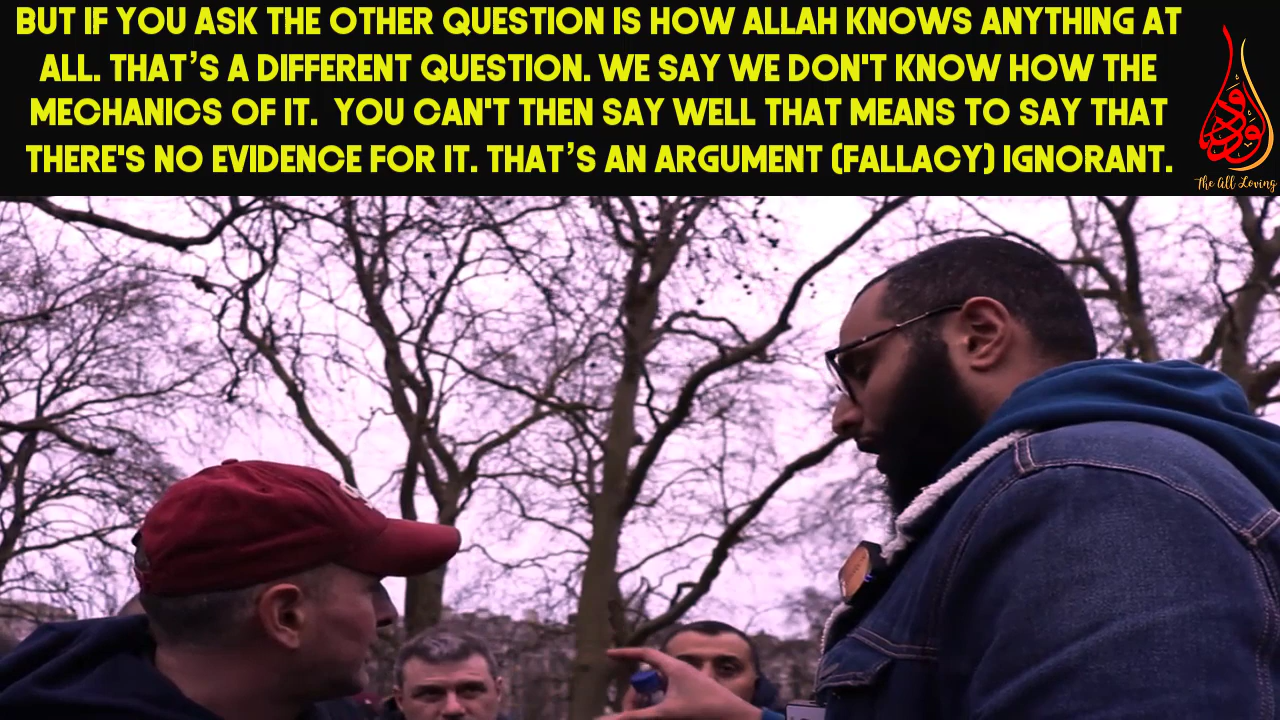 BUT IF YOU ASK THE OTHER QUESTION IS HOW ALLAH KNOWS ANYTHING AT
ALL. THAT’S A DIFFERENT QUESTION. WE SAY WE DON'T KNOW HOW THE
MECHANICS OF IT.  YOU CAN'T THEN SAY WELL THAT MEANS TO SAY THAT
THERE'S NO EVIDENCE FOR IT. THAT’S AN ARGUMENT (FALLACY) IGNORANT.
The All Loving